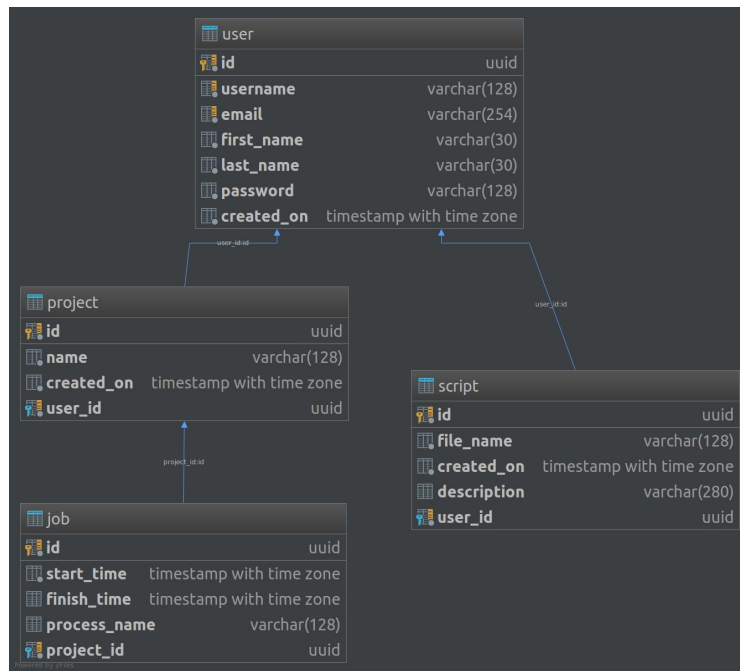 user
id uuid
username varchar(128)
email varchar(254)
first_name varchar(30)
last_name varchar(30)
password varchar(128)
created_on timestamp with time zone
user_id:id
project
id uuid
name varchar(128)
created_on timestamp with time zone
user_id uuid
user_id:id
script
id uuid
file_name varchar(128)
created_on timestamp with time zone
description varchar(280)
user_id uuid
project_id:id
job
id uuid
start_time timestamp with time zone
finish_time timestamp with time zone
process_name varchar(128)
project_id uuid
Powered by yFiles